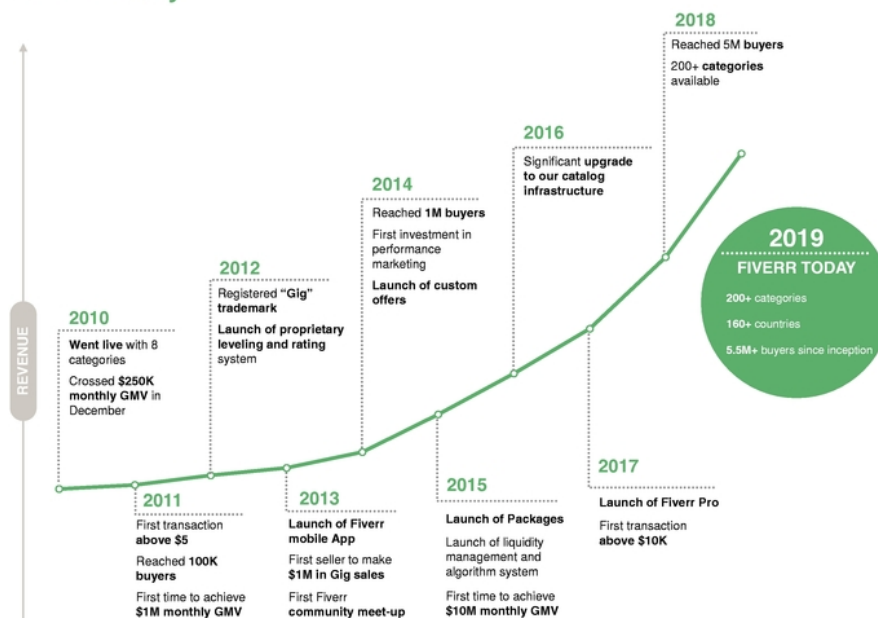 2018
Reached 5M buyers
200+ categories
available
2016
Significant upgrade
to our catalog
infrastructure
2014
Reached 1M buyers
First investment in
performance
marketing
Launch of custom
offers
2012
Registered “Gig”
trademark
Launch of proprietary
leveling and rating
system
2010
Went live with 8
categories
Crossed $250K
monthly GMV in
December
REVENUE
2019
FIVERR TODAY
200+ categories
160+ countries
5.5M+ buyers since inception
2011
First transaction
above $5
Reached 100K
buyers
First time to achieve
$1M monthly GMV
2013
Launch of Fiverr
mobile App
First seller to make
$1M in Gig sales
First Fiverr
community meet-up
2015
Launch of Packages
Launch of liquidity
management and
algorithm system
First time to achieve
$10M monthly GMV
2017
Launch of Fiverr Pro
First transaction
above $10K